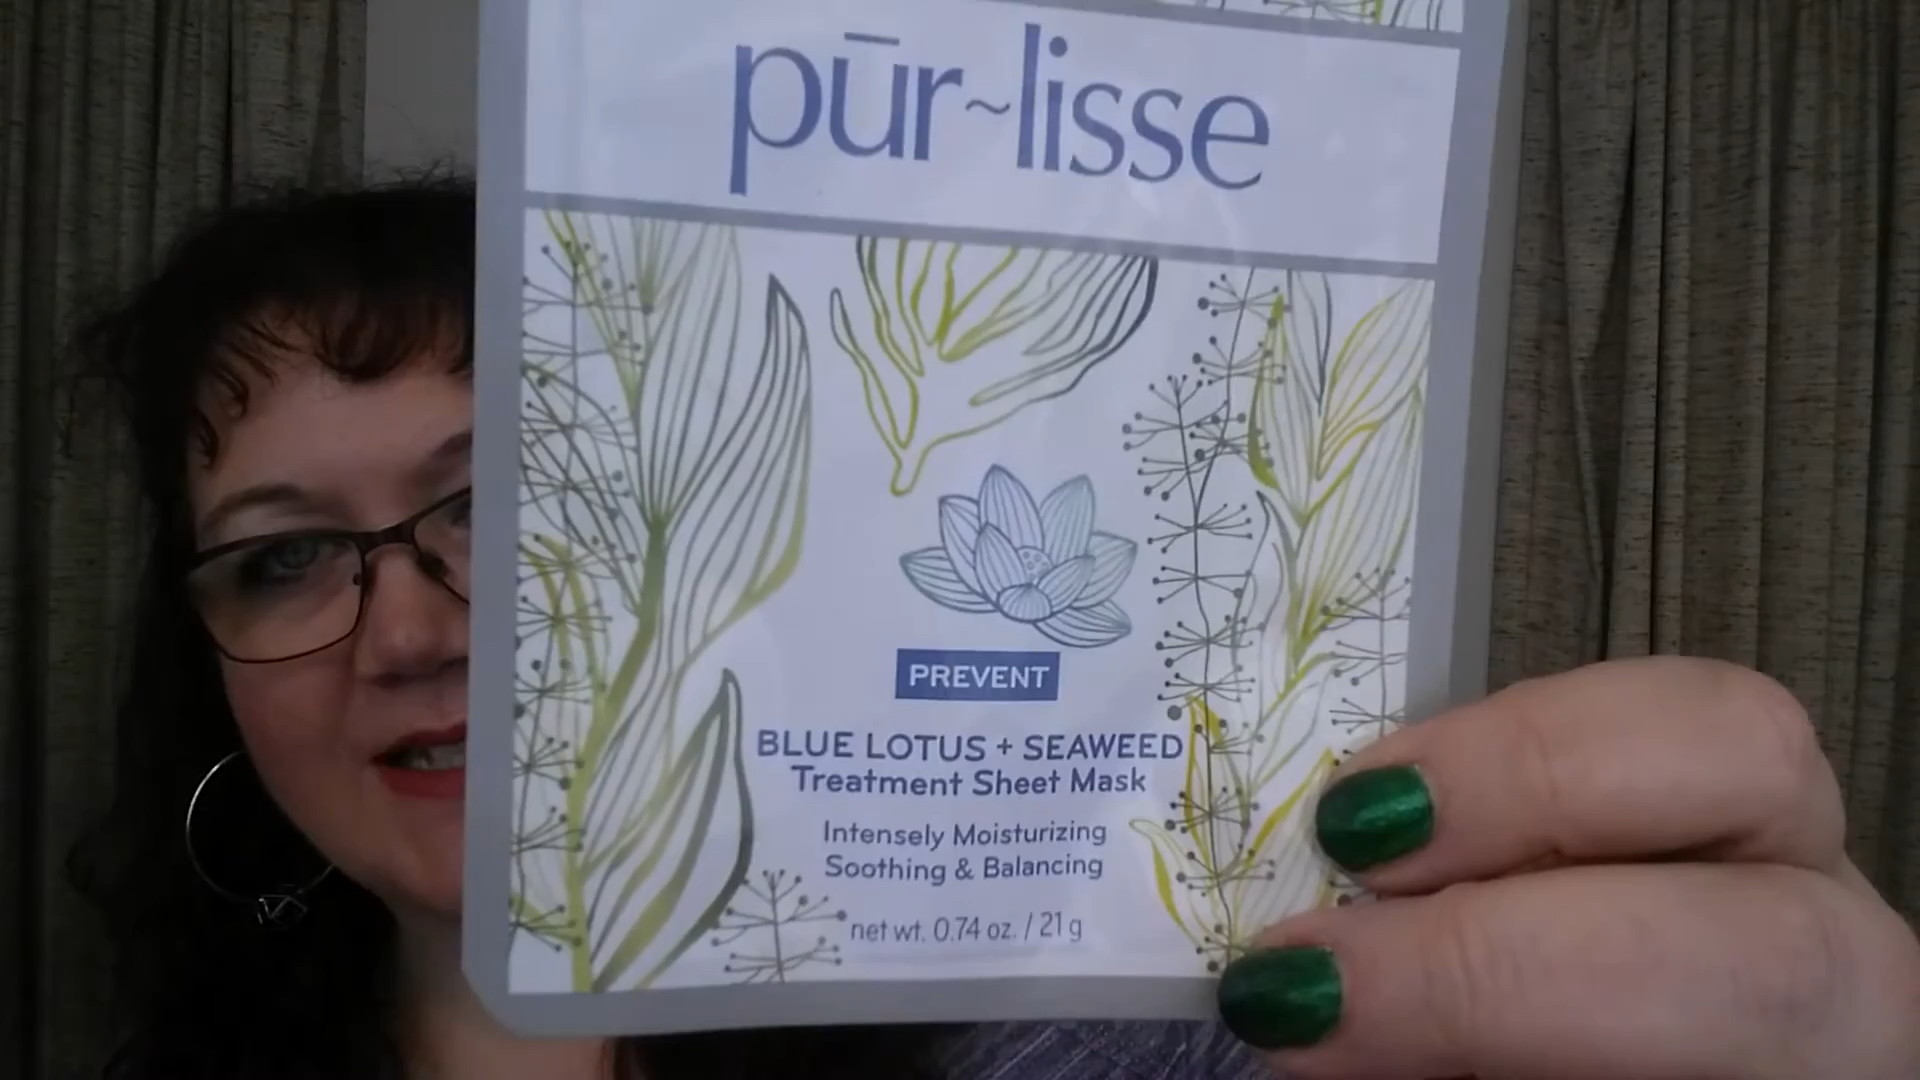 pūr~lisse
PREVENT
BLUE LOTUS + SEAWEED
Treatment Sheet Mask
Intensely Moisturizing
Soothing & Balancing
net wt. 0.74 oz. / 21 g